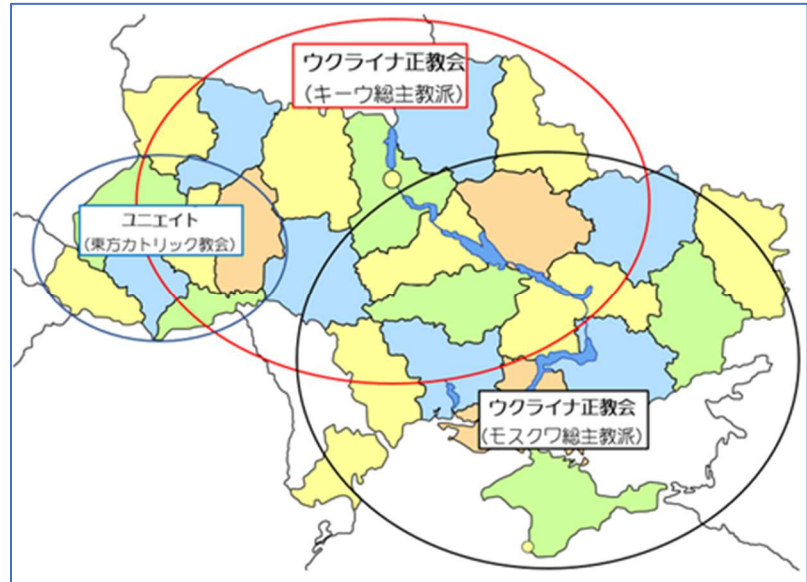 ウクライナ正教会
（キーウ総主教派）
ユニエイト
（東方カトリック教会）
ウクライナ正教会
（モスクワ総主教派）